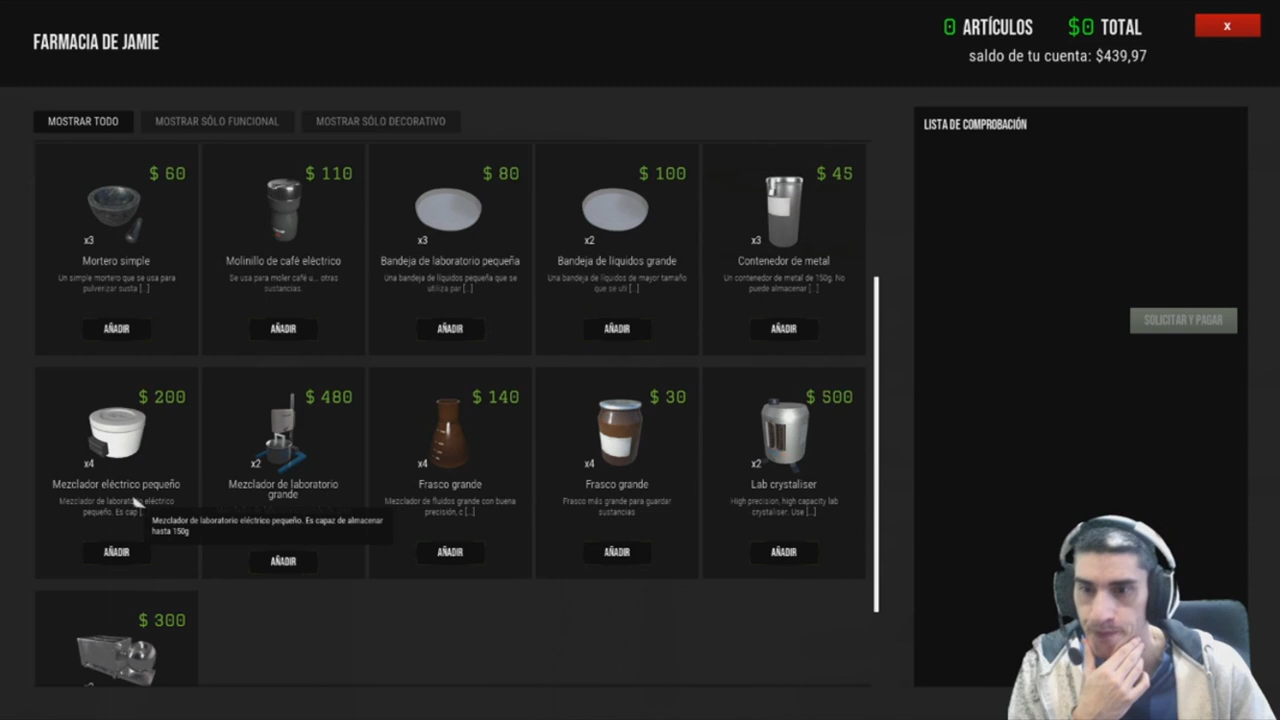 FARMACIA DE JAMIE
0 ARTÍCULOS $0 TOTAL
X
saldo de tu cuenta: $439,97
MOSTRAR TODO
MOSTRAR SÓLO FUNCIONAL
MOSTRAR SÓLO DECORATIVO
LISTA DE COMPROBACIÓN
$ 60
x3
Mortero simple
Un simple mortero que se usa para
pulverizar susta [...]
AÑADIR
$ 110
Molinillo de café eléctrico
Se usa para moler café u... otras
sustancias.
AÑADIR
$ 80
x3
Bandeja de laboratorio pequeña
Una bandeja de líquidos pequeña que se
utiliza par [...]
AÑADIR
$ 100
x2
Bandeja de líquidos grande
Una bandeja de líquidos de mayor tamaño
que se uti [...]
AÑADIR
$ 45
x3
Contenedor de metal
Un contenedor de metal de 150g. No
puede almacenar [...]
AÑADIR
SOLICITAR Y PAGAR
$ 200
x4
Mezclador eléctrico pequeño
Mezclador de laboratorio eléctrico
pequeño. Es cap
AÑADIR
$ 480
x2
Mezclador de laboratorio
grande
Mezclador de laboratorio eléctrico pequeño. Es capaz de almacenar
hasta 150g
AÑADIR
$ 140
x4
Frasco grande
Mezclador de fluidos grande con buena
precisión, c [...]
AÑADIR
$ 30
x4
Frasco grande
Frasco más grande para guardar
sustancias
AÑADIR
$ 500
x2
Lab crystaliser
High precision, high capacity lab
crystaliser. Use [...]
AÑADIR
$ 300